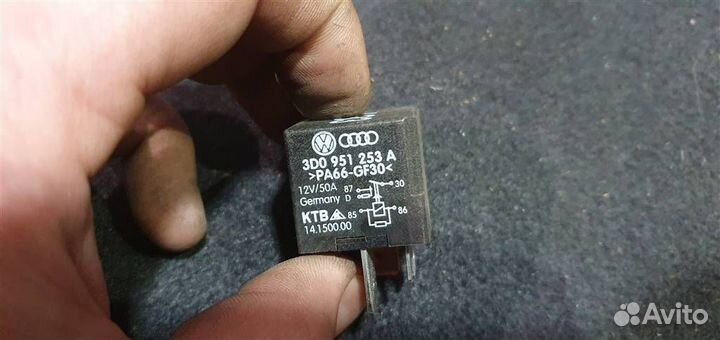 3D0 951 253 A
>PA66-GF30<
12V/50A 87 30
Germany D
KTB 85 86
14.1500.00
Avito